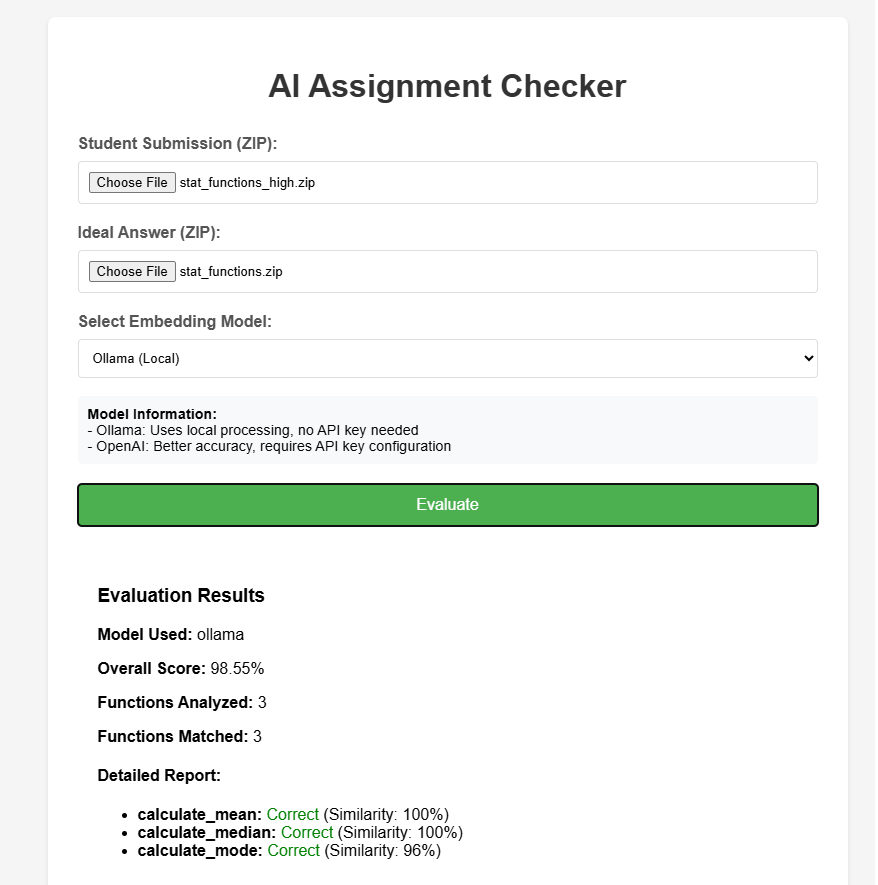 AI Assignment Checker
Student Submission (ZIP):
Choose File stat_functions_high.zip
Ideal Answer (ZIP):
Choose File stat_functions.zip
Select Embedding Model:
Ollama (Local)
Model Information:
- Ollama: Uses local processing, no API key needed
- OpenAI: Better accuracy, requires API key configuration
Evaluate
Evaluation Results
Model Used: ollama
Overall Score: 98.55%
Functions Analyzed: 3
Functions Matched: 3
Detailed Report:
• calculate_mean: Correct (Similarity: 100%)
• calculate_median: Correct (Similarity: 100%)
• calculate_mode: Correct (Similarity: 96%)